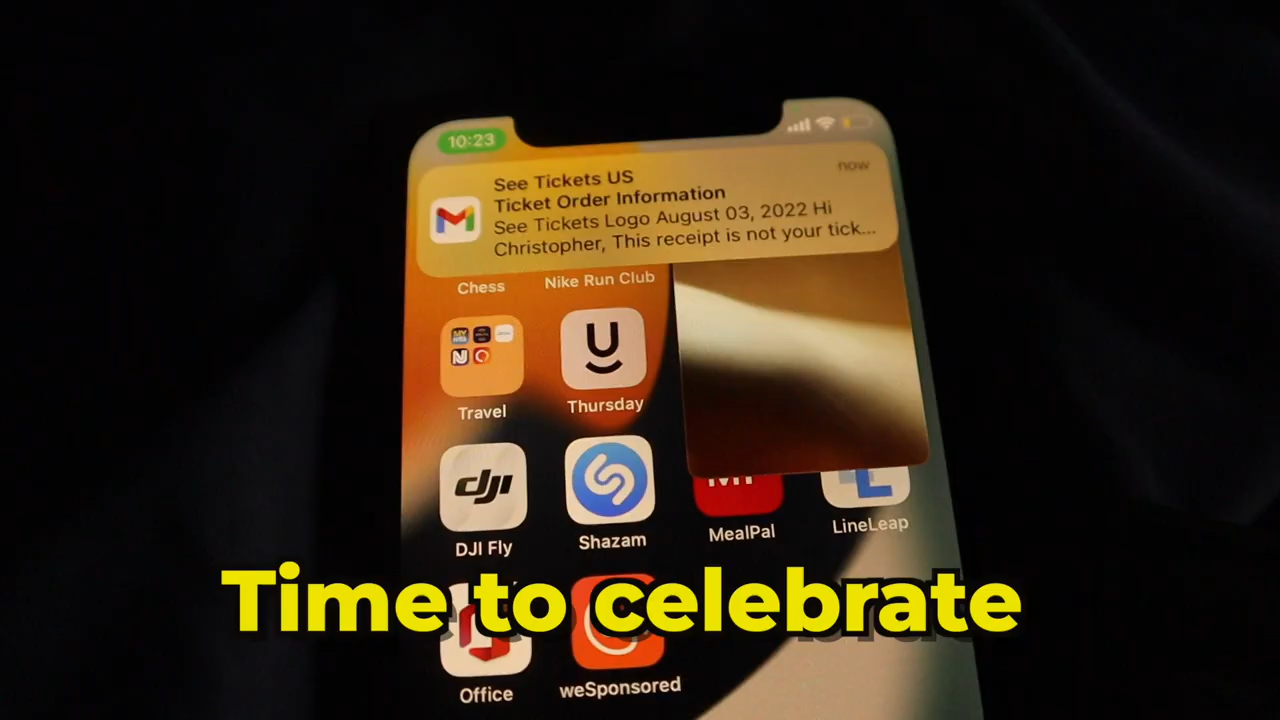 10:23
See Tickets US
now
Ticket Order Information
See Tickets Logo August 03, 2022 Hi
Christopher, This receipt is not your tick...
Chess
Nike Run Club
Travel
Thursday
dji
DJI Fly
Shazam
MealPal
LineLeap
Time to celebrate
Office
weSponsored